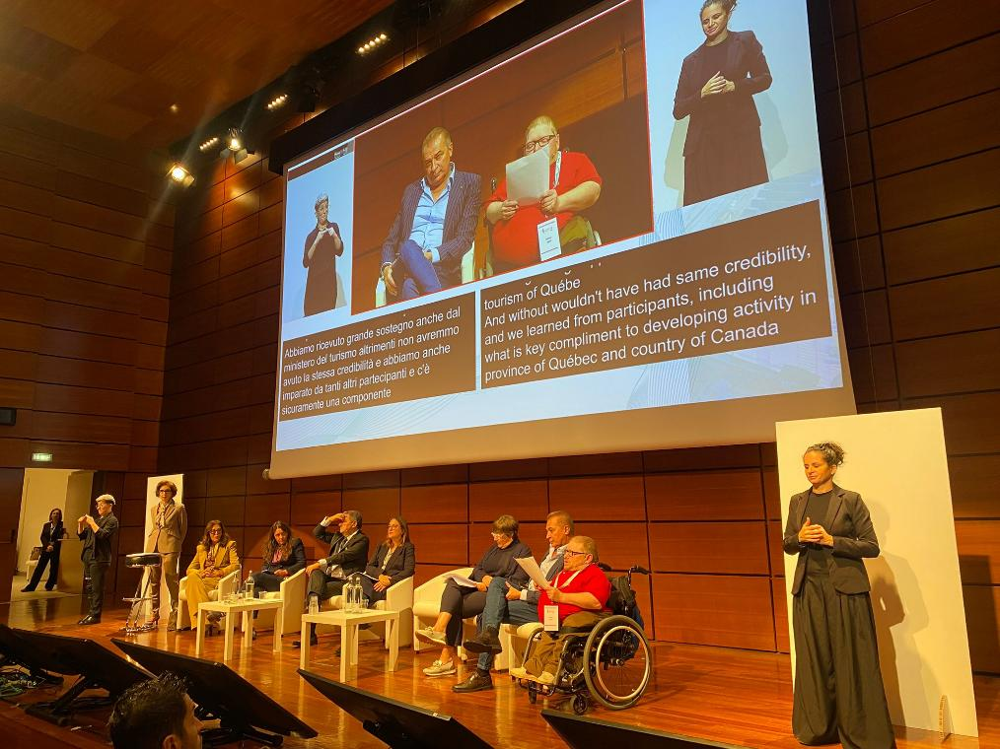 Abbiamo ricevuto grande sostegno anche dal
ministero del turismo altrimenti non avremmo
avuto la stessa credibilità e abbiamo anche
imparato da tanti altri partecipanti e c'è
sicuramente una componente
tourism of Québe
And without wouldn't have had same credibility,
and we learned from participants, including
what is key compliment to developing activity in
province of Québec and country of Canada